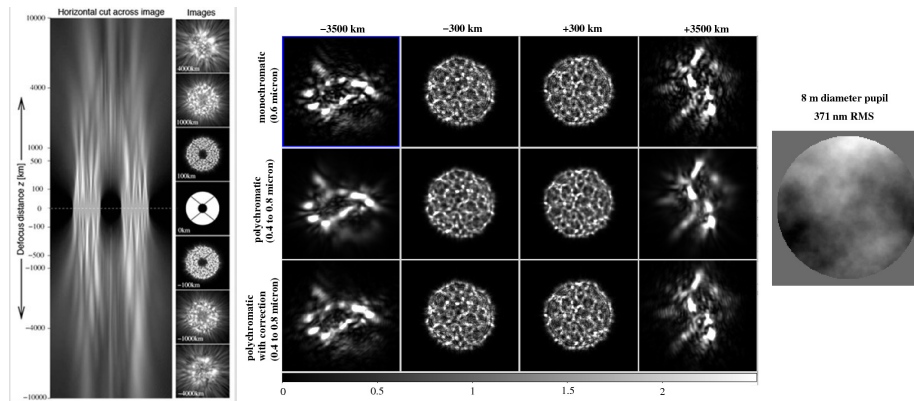 Horizontal cut across image
Images
Defocus distance z [km]
10000
4000
1000
500
100
0
−100
−500
−1000
−4000
−10000
4000km
1000km
100km
0km
−100km
−1000km
−4000km
−3500 km
−300 km
+300 km
+3500 km
monochromatic
(0.6 micron)
polychromatic
(0.4 to 0.8 micron)
polychromatic
with correction
(0.4 to 0.8 micron)
0
0.5
1
1.5
2
8 m diameter pupil
371 nm RMS